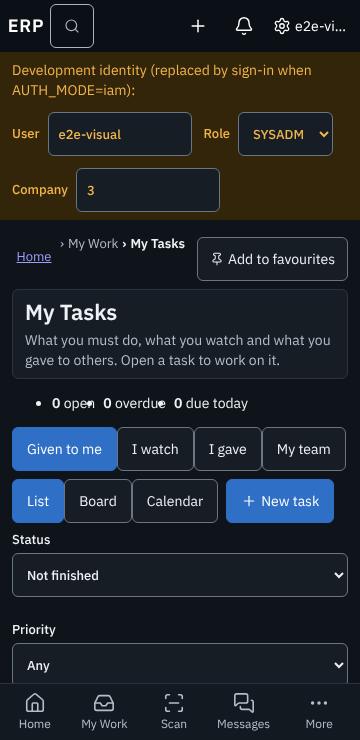 ERP
e2e-vi...
Development identity (replaced by sign-in when
AUTH_MODE=iam):
User e2e-visual Role SYSADM
Company 3
Home › My Work › My Tasks
Add to favourites
My Tasks
What you must do, what you watch and what you
gave to others. Open a task to work on it.
• 0 open • 0 overdue • 0 due today
Given to me I watch I gave My team
List Board Calendar + New task
Status
Not finished
Priority
Any
Home My Work Scan Messages More